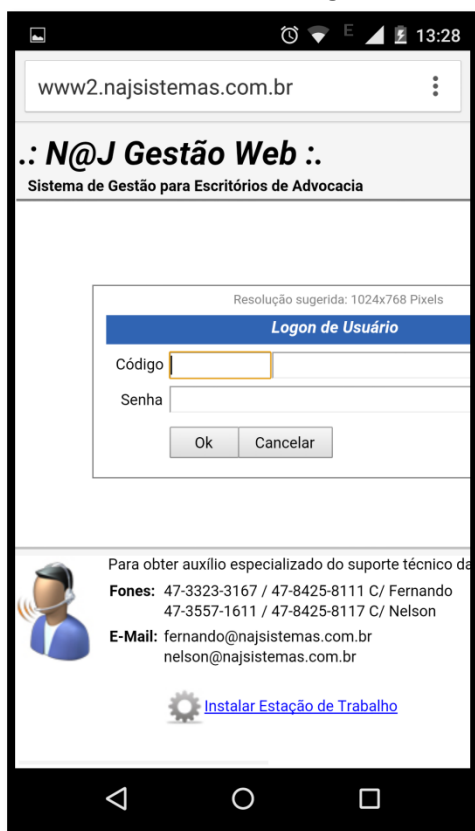 E 13:28
www2.najsistemas.com.br
.: N@J Gestão Web :.
Sistema de Gestão para Escritórios de Advocacia
Resolução sugerida: 1024x768 Pixels
Logon de Usuário
Código
Senha
Ok Cancelar
Para obter auxílio especializado do suporte técnico da
Fones: 47-3323-3167 / 47-8425-8111 C/ Fernando
47-3557-1611 / 47-8425-8117 C/ Nelson
E-Mail: fernando@najsistemas.com.br
nelson@najsistemas.com.br
Instalar Estação de Trabalho